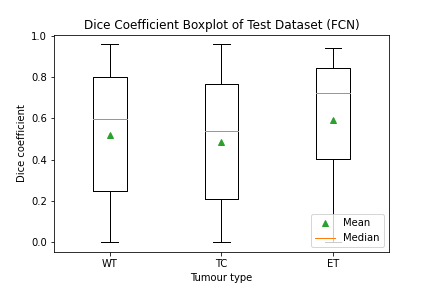 Dice Coefficient Boxplot of Test Dataset (FCN)
1.0
0.8
0.6
0.4
0.2
0.0
Dice coefficient
WT TC ET
Tumour type
Mean
Median